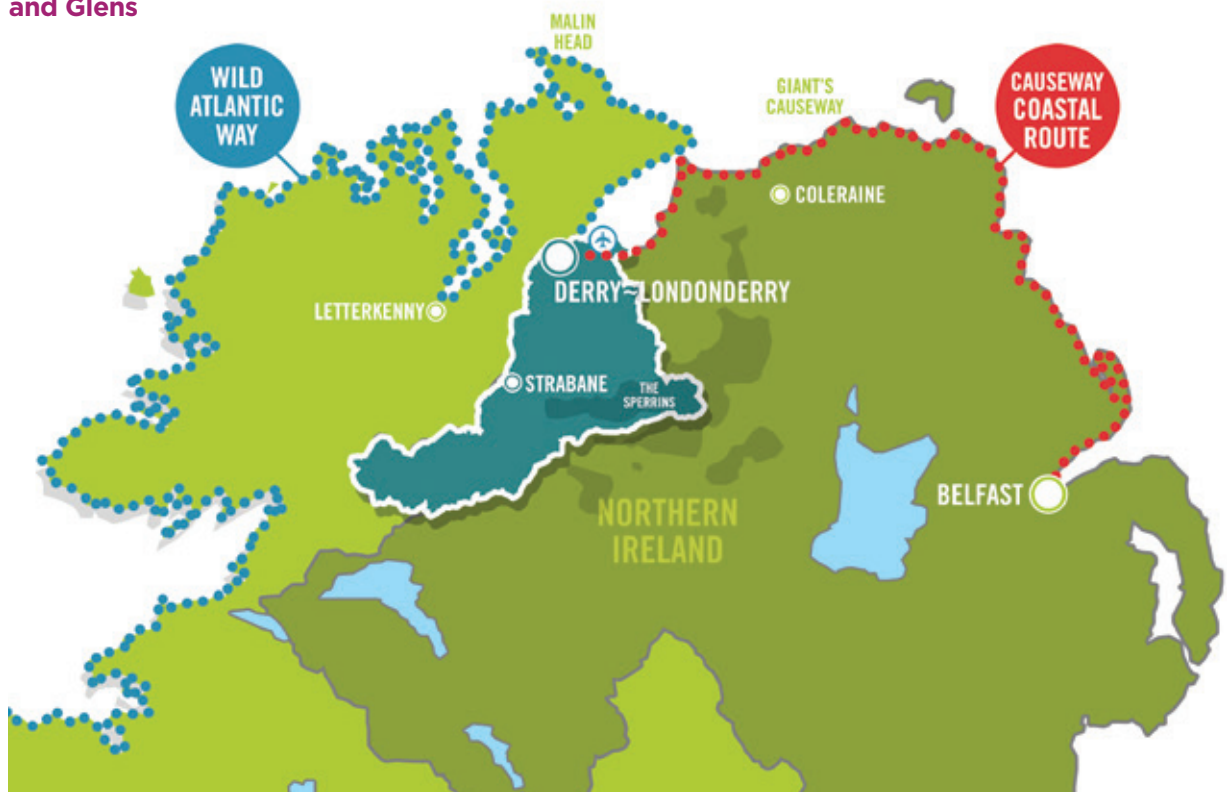 and Glens
MALIN
HEAD
WILD
ATLANTIC
WAY
GIANT'S
CAUSEWAY
CAUSEWAY
COASTAL
ROUTE
COLERAINE
DERRY~LONDONDERRY
LETTERKENNY
STRABANE
THE
SPERRINS
BELFAST
NORTHERN
IRELAND